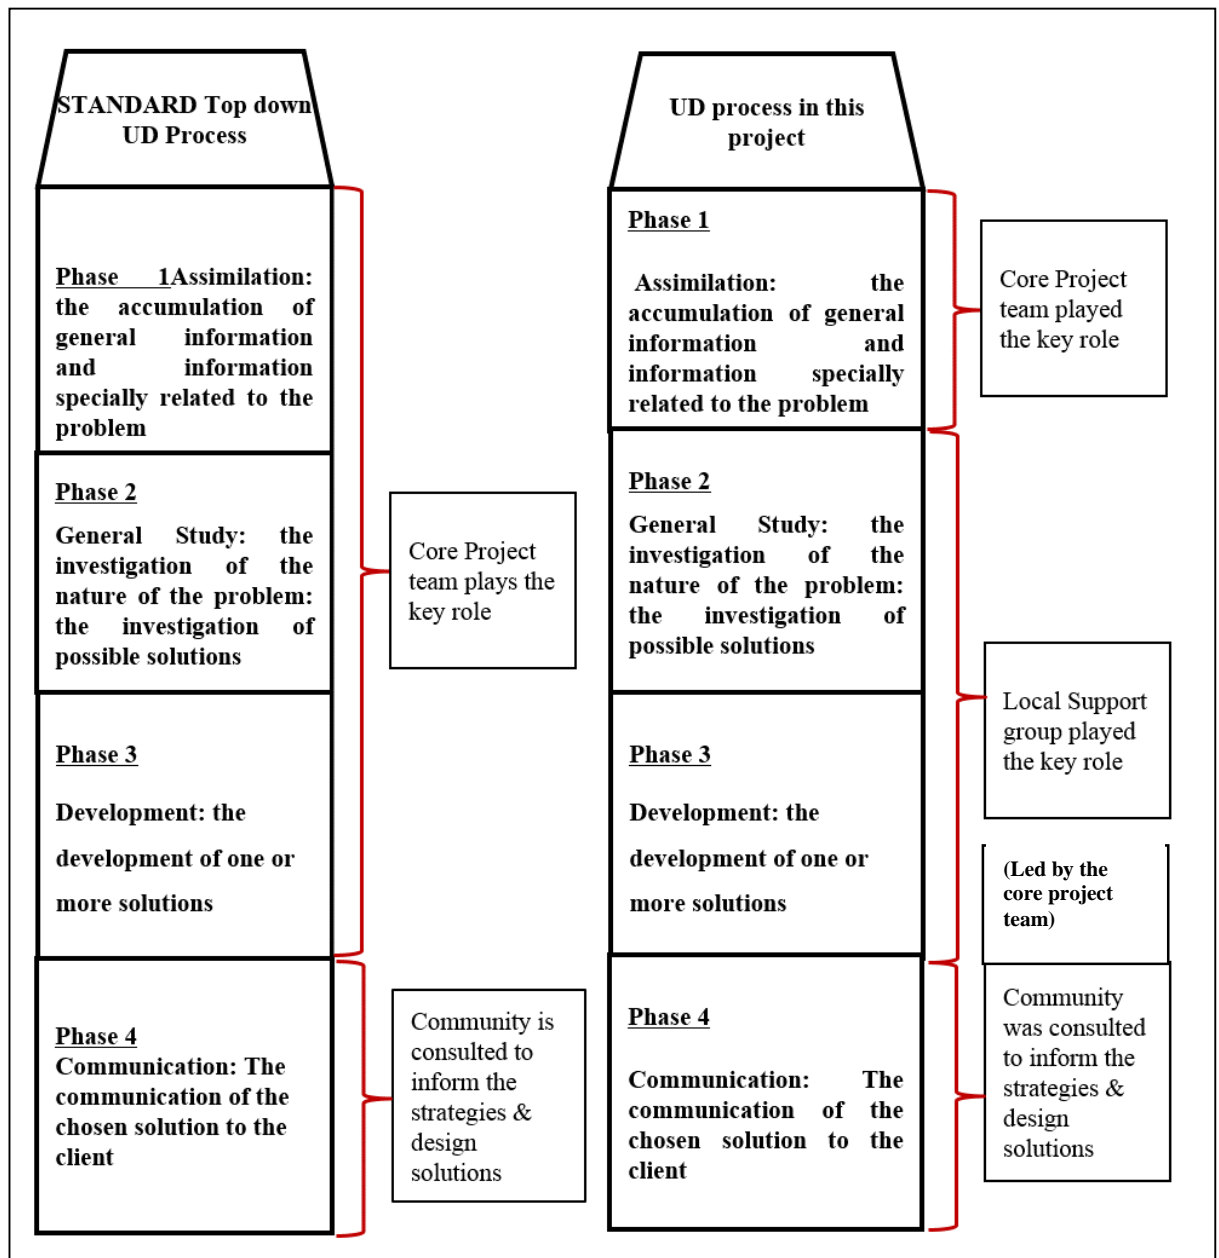 STANDARD Top down
UD Process
Phase 1Assimilation:
the accumulation of
general information
and information
specially related to the
problem
Phase 2
General Study: the
investigation of the
nature of the problem:
the investigation of
possible solutions
Phase 3
Development: the
development of one or
more solutions
Phase 4
Communication: The
communication of the
chosen solution to the
client
Core Project
team plays the
key role
Community is
consulted to
inform the
strategies &
design
solutions
UD process in this
project
Phase 1
Assimilation: the
accumulation of general
information and
information specially
related to the problem
Phase 2
General Study: the
investigation of the
nature of the problem:
the investigation of
possible solutions
Phase 3
Development: the
development of one or
more solutions
Phase 4
Communication: The
communication of the
chosen solution to the
client
Core Project
team played
the key role
Local Support
group played
the key role
(Led by the
core project
team)
Community
was consulted
to inform the
strategies &
design
solutions